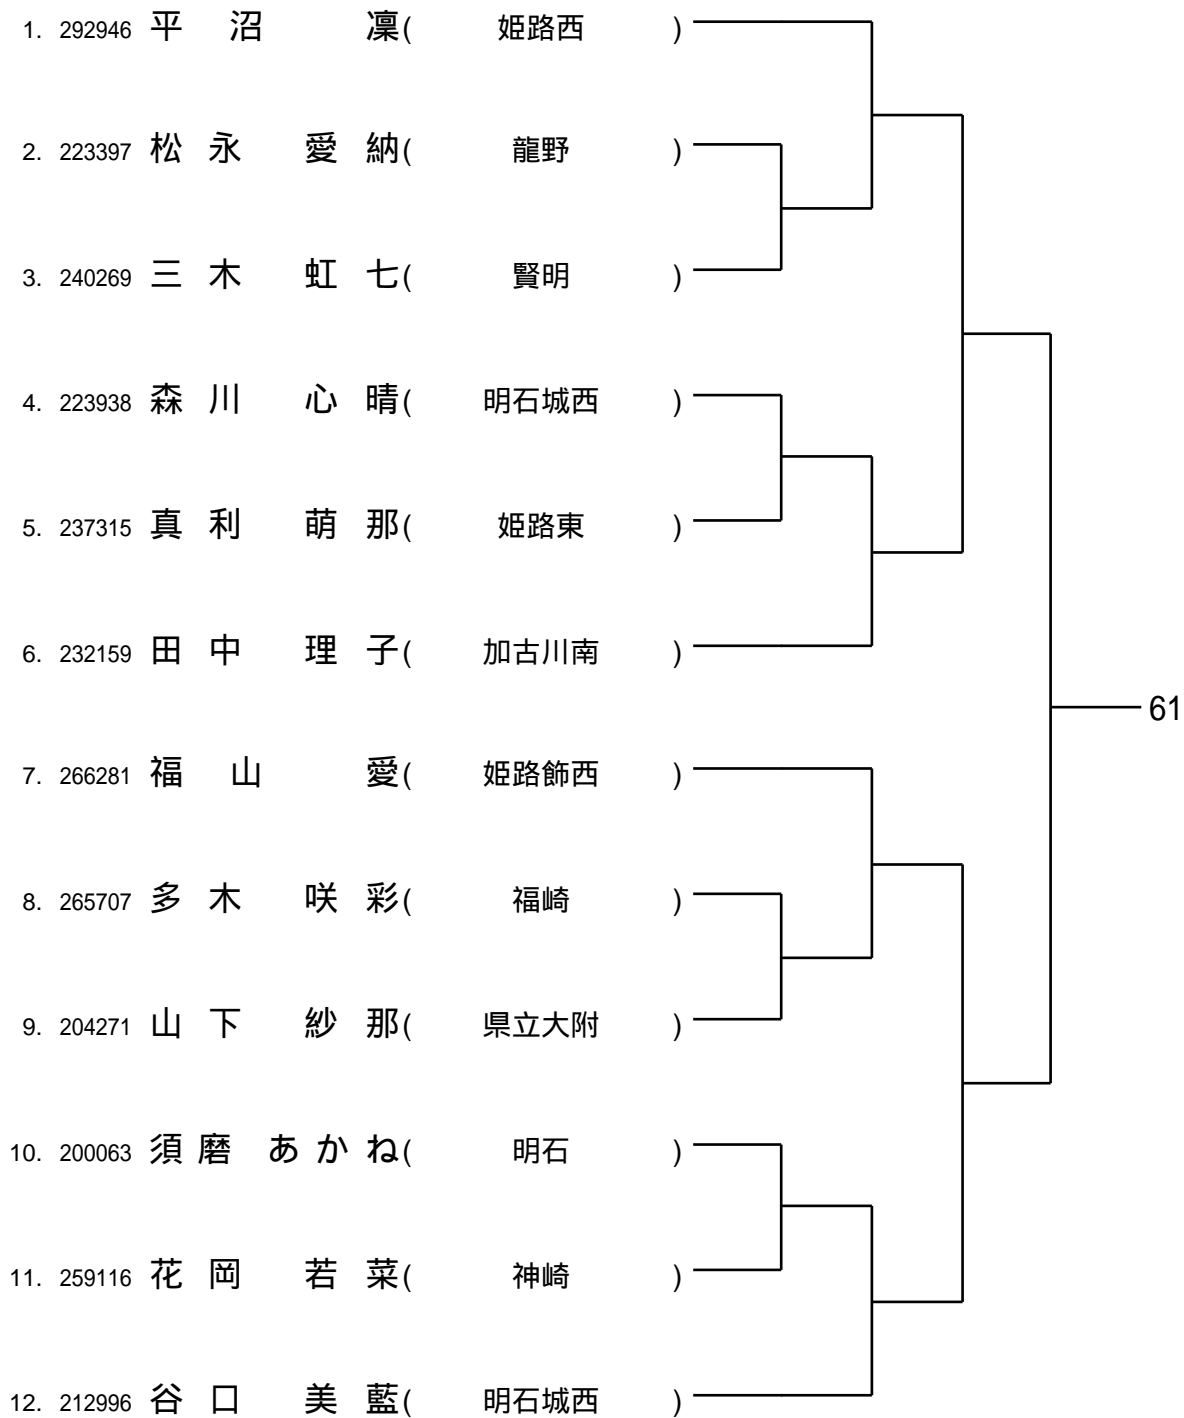 1. 292946 平沼 凜( 姫路西 )
2. 223397 松永 愛納( 龍野 )
3. 240269 三木 虹七( 賢明 )
4. 223938 森川 心晴( 明石城西 )
5. 237315 真利 萌那( 姫路東 )
6. 232159 田中 理子( 加古川南 )
61
7. 266281 福山 愛( 姫路飾西 )
8. 265707 多木 咲彩( 福崎 )
9. 204271 山下 紗那( 県立大附 )
10. 200063 須磨 あかね( 明石 )
11. 259116 花岡 若菜( 神崎 )
12. 212996 谷口 美藍( 明石城西 )